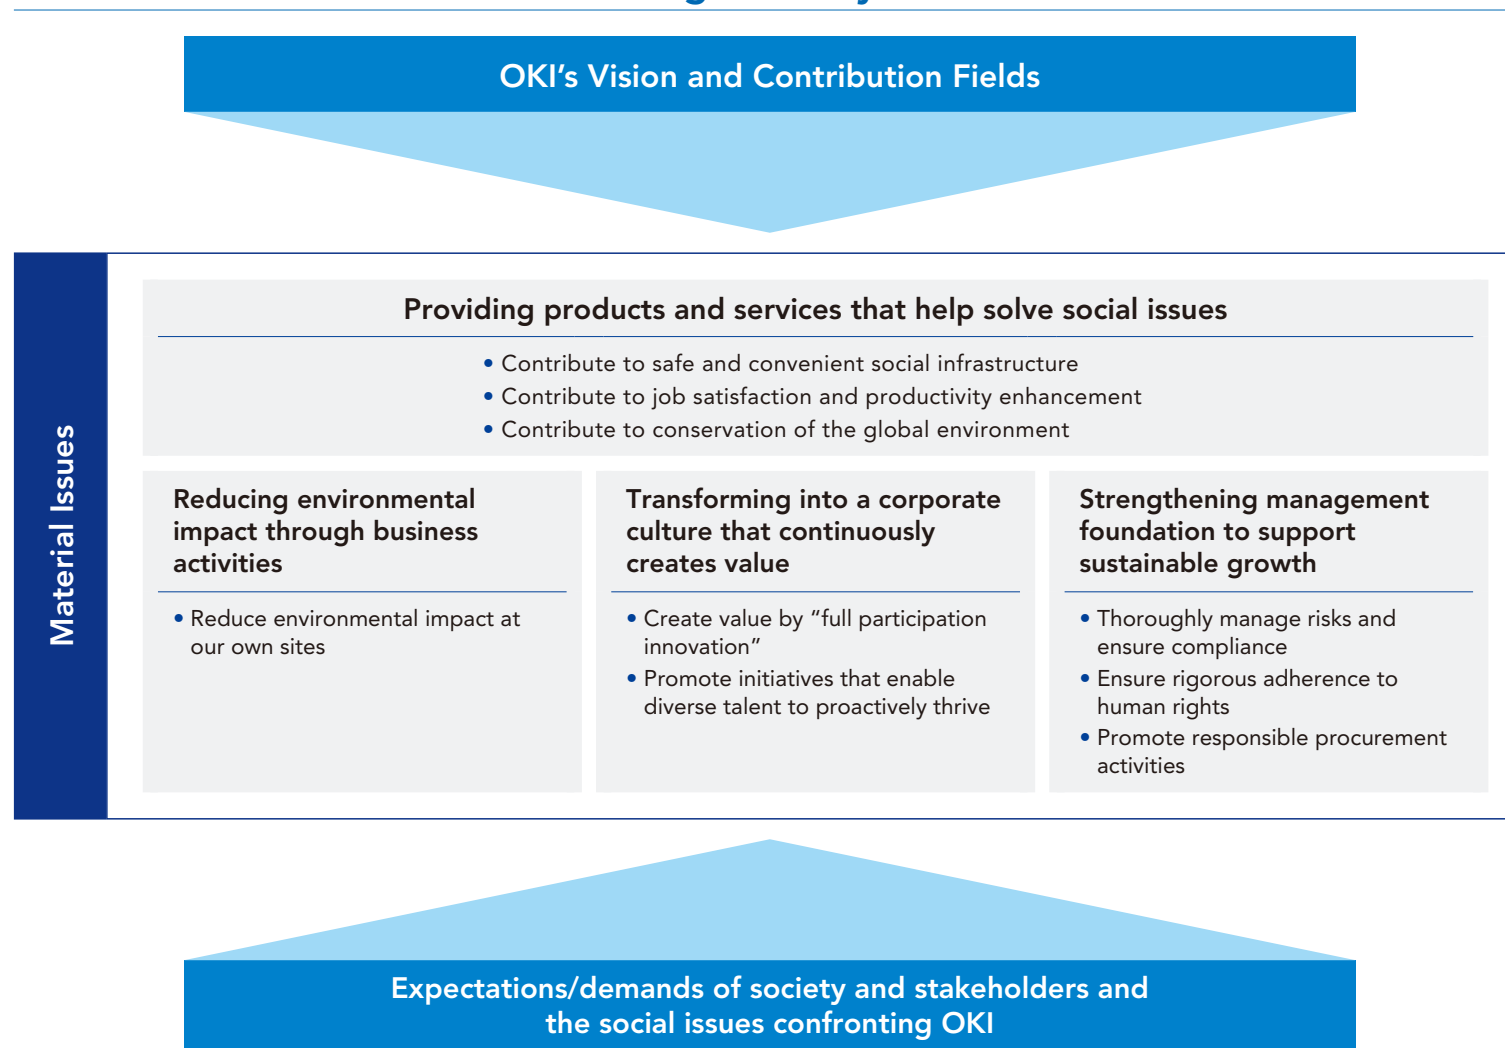 OKI’s Vision and Contribution Fields
Material Issues
Providing products and services that help solve social issues
• Contribute to safe and convenient social infrastructure
• Contribute to job satisfaction and productivity enhancement
• Contribute to conservation of the global environment
Reducing environmental
impact through business
activities
• Reduce environmental impact at
our own sites
Transforming into a corporate
culture that continuously
creates value
• Create value by “full participation
innovation”
• Promote initiatives that enable
diverse talent to proactively thrive
Strengthening management
foundation to support
sustainable growth
• Thoroughly manage risks and
ensure compliance
• Ensure rigorous adherence to
human rights
• Promote responsible procurement
activities
Expectations/demands of society and stakeholders and
the social issues confronting OKI